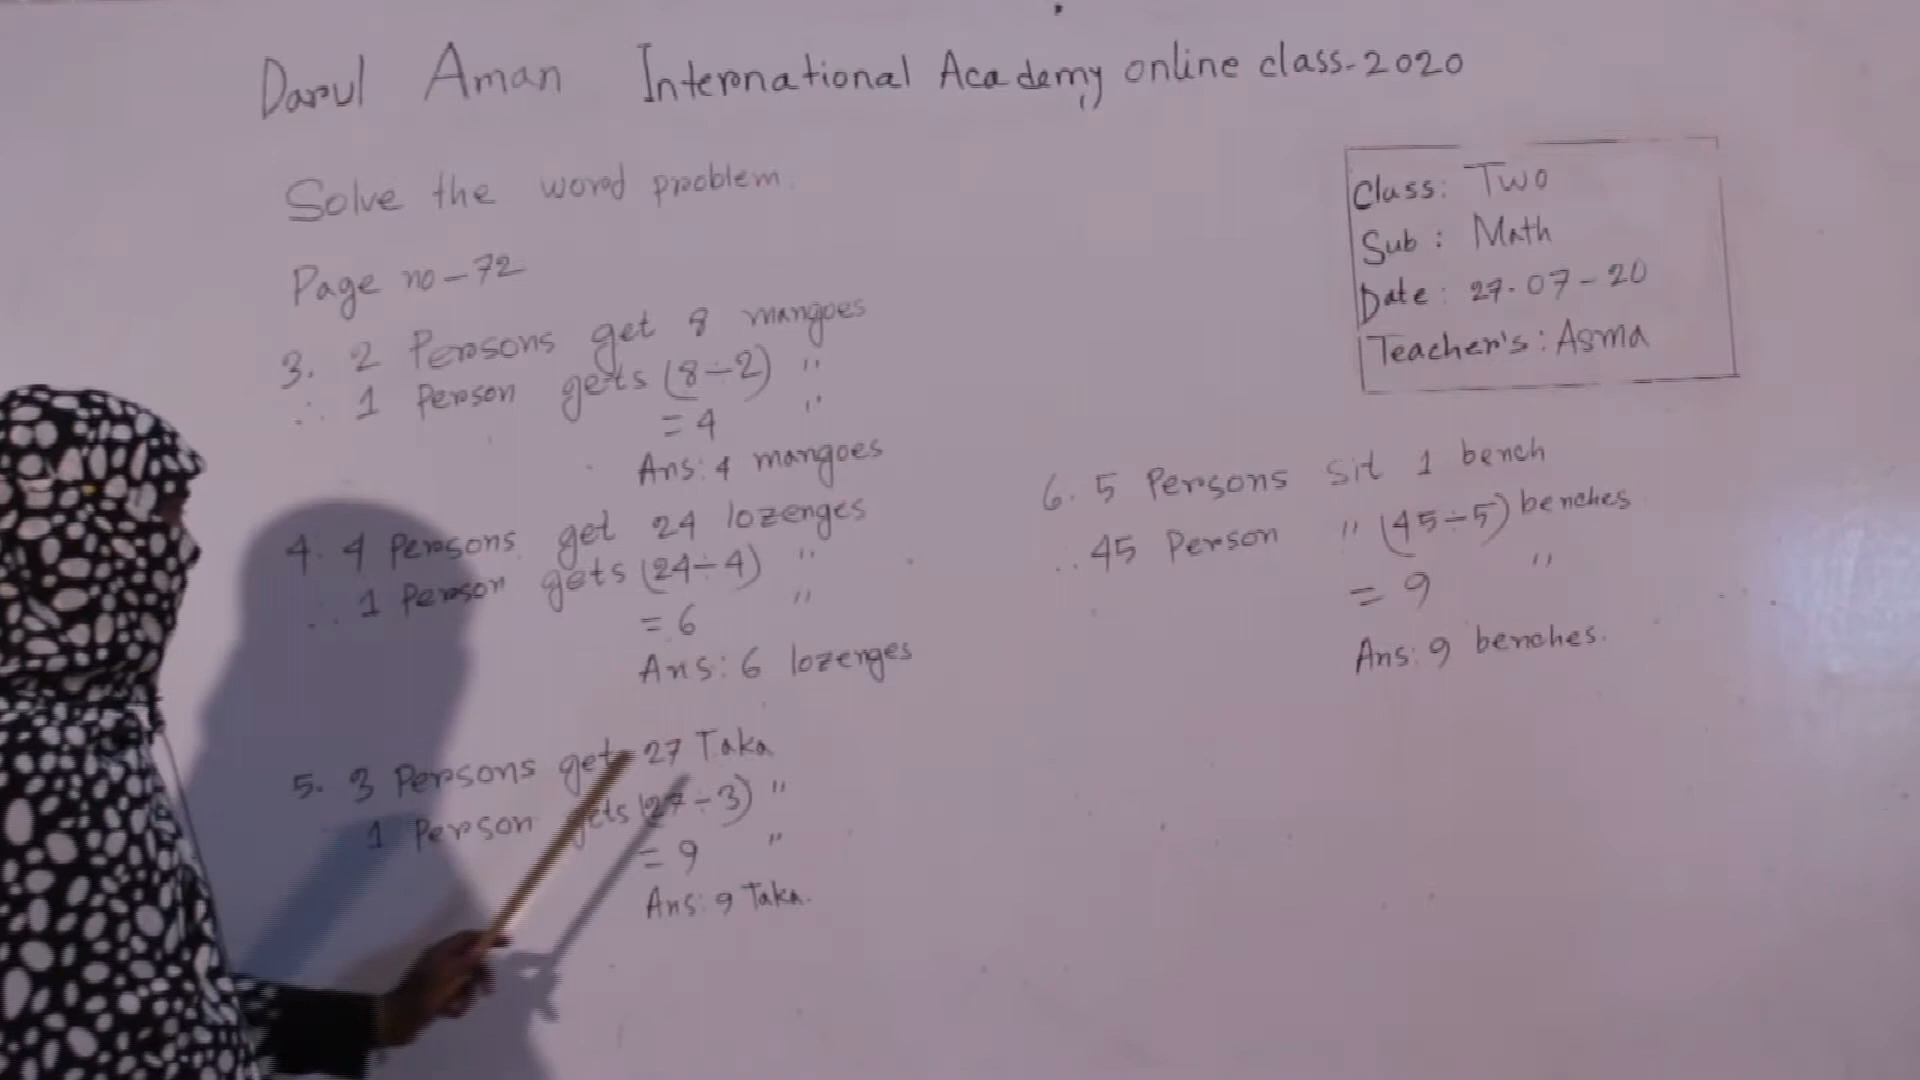 Darul Aman International Academy online class-2020
Solve the word problem
Page no-72
3. 2 Persons get 8 mangoes
∴ 1 Person gets (8÷2) "
= 4 "
Ans: 4 mangoes
4. 4 Persons get 24 lozenges
∴ 1 Person gets (24÷4) "
= 6 "
Ans: 6 lozenges
5. 3 Persons get 27 Taka
1 Person gets (27÷3) "
= 9 "
Ans: 9 Taka.
Class: Two
Sub: Math
Date: 27-07-20
Teacher's: Asma
6. 5 Persons sit 1 bench
∴ 45 Person " (45÷5) benches
= 9 "
Ans: 9 benches.